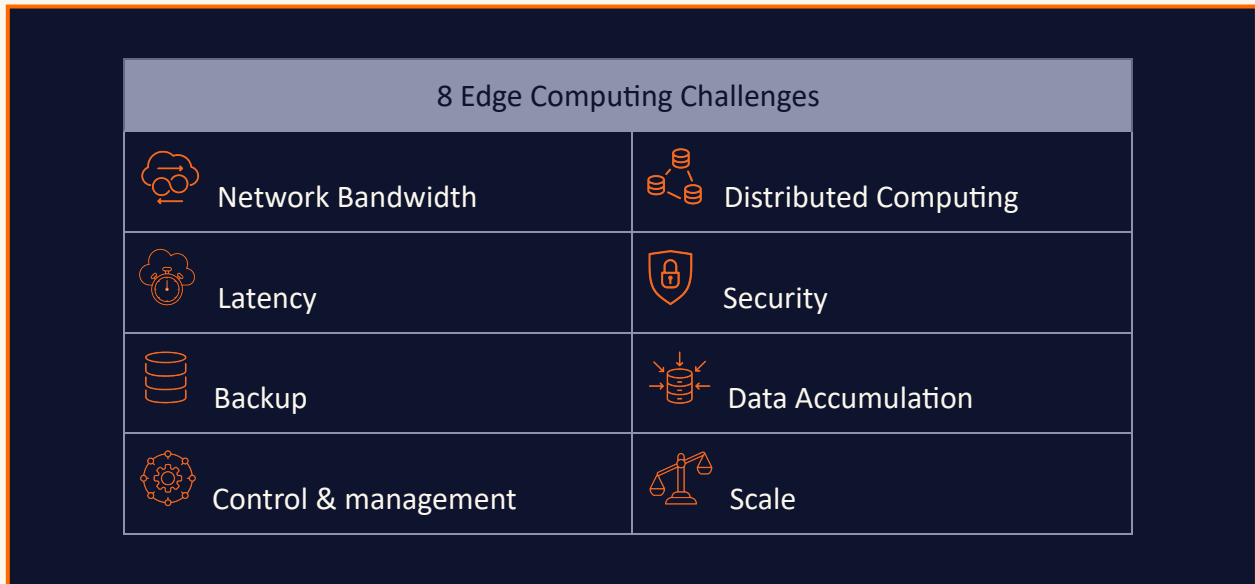 8 Edge Computing Challenges
Network Bandwidth
Distributed Computing
Latency
Security
Backup
Data Accumulation
Control & management
Scale